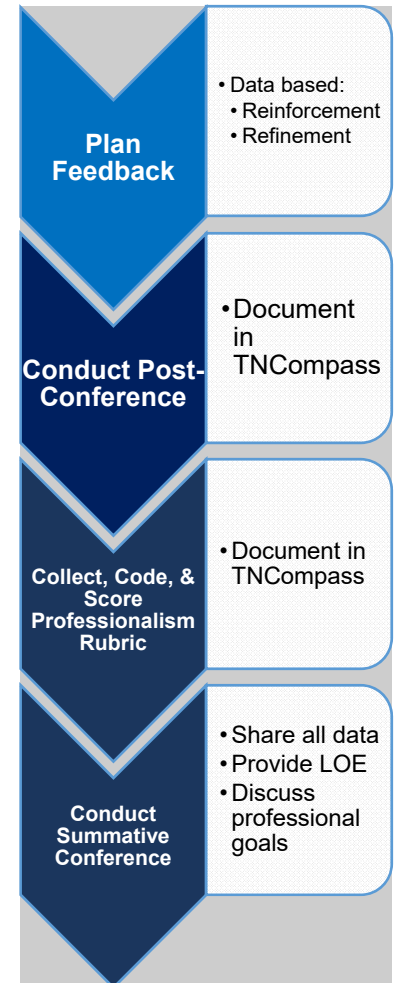 Plan
Feedback
• Data based:
• Reinforcement
• Refinement
Conduct Post-
Conference
• Document
in
TNCompass
Collect, Code, &
Score
Professionalism
Rubric
• Document in
TNCompass
Conduct
Summative
Conference
• Share all data
• Provide LOE
• Discuss
professional
goals